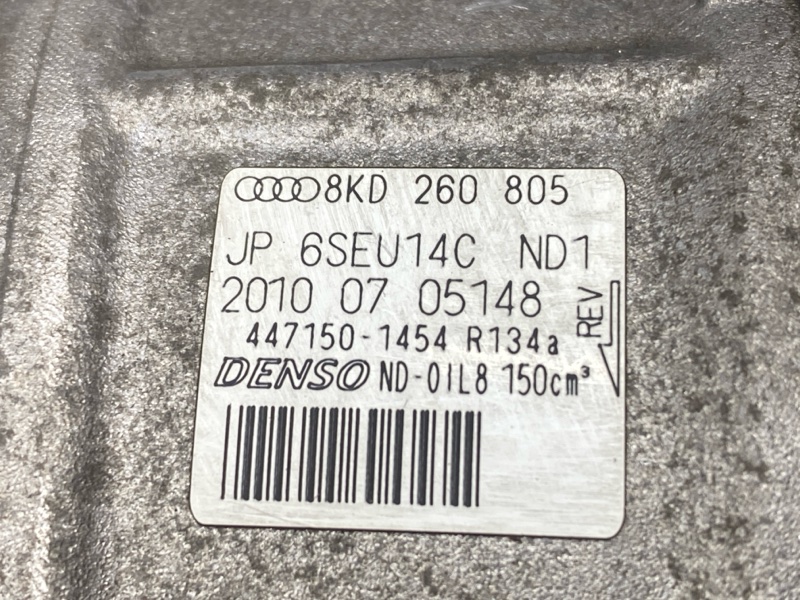 8KD 260 805
JP 6SEU14C ND1
2010 07 05148
REV
447150-1454 R134a
DENSO ND-OIL8 150cm³